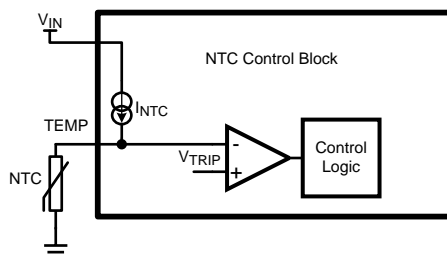 VIN
NTC Control Block
INTC
TEMP
NTC
VTRIP
-
+
Control
Logic